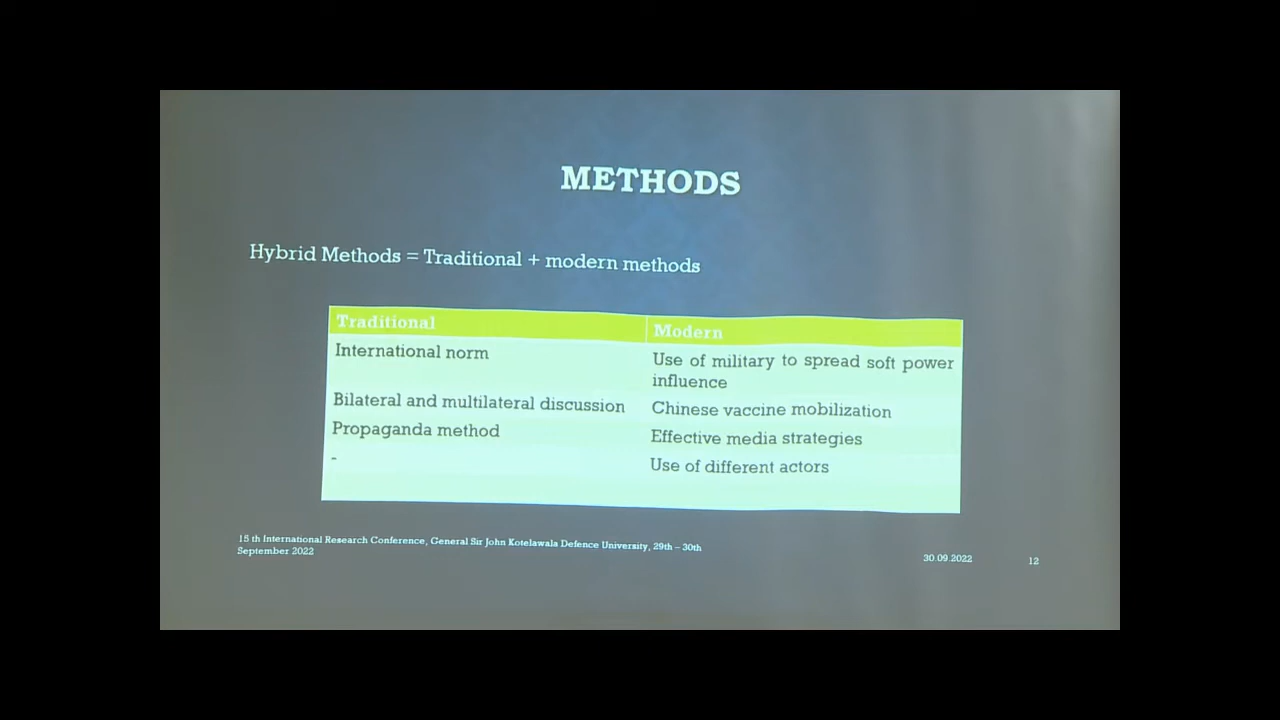 METHODS
Hybrid Methods = Traditional + modern methods
Traditional
Modern
International norm
Use of military to spread soft power
influence
Bilateral and multilateral discussion
Chinese vaccine mobilization
Propaganda method
Effective media strategies
-
Use of different actors
15 th International Research Conference, General Sir John Kotelawala Defence University, 29th – 30th
September 2022
30.09.2022
12